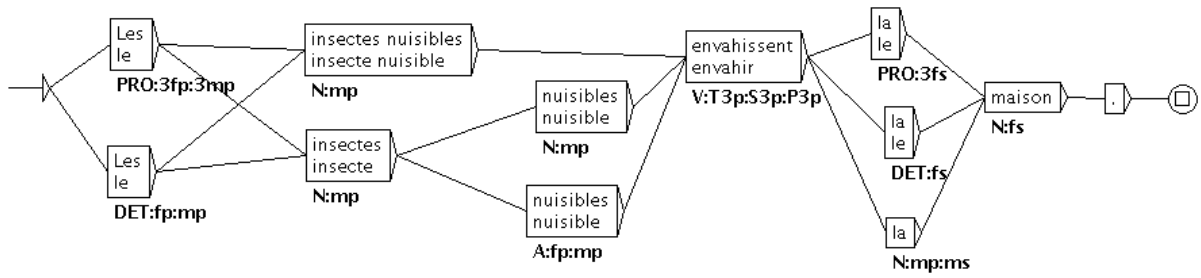 Les
le
PRO:3fp:3mp
Les
le
DET:fp:mp
insectes nuisibles
insecte nuisible
N:mp
insectes
insecte
N:mp
nuisibles
nuisible
N:mp
nuisibles
nuisible
A:fp:mp
envahissent
envahir
V:T3p:S3p:P3p
la
le
PRO:3fs
la
le
DET:fs
la
N:mp:ms
maison
N:fs
.